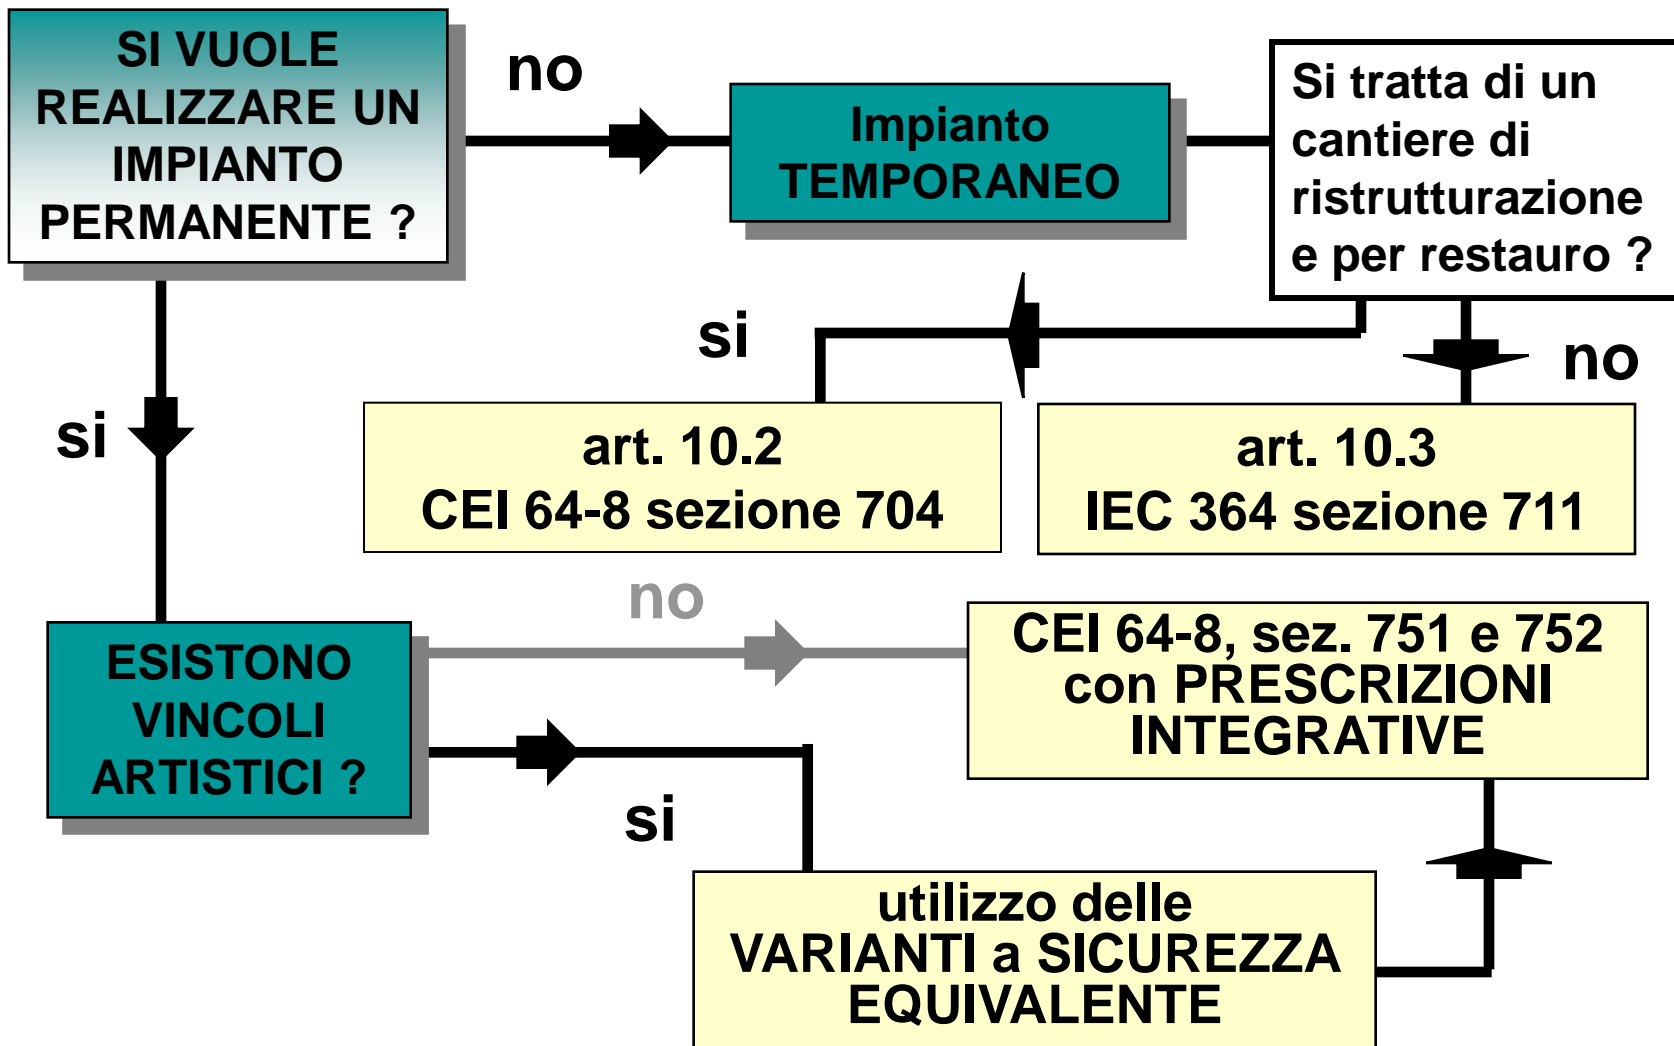 SI VUOLE
REALIZZARE UN
IMPIANTO
PERMANENTE ?
no
Impianto
TEMPORANEO
Si tratta di un
cantiere di
ristrutturazione
e per restauro ?
si
no
si
art. 10.2
CEI 64-8 sezione 704
art. 10.3
IEC 364 sezione 711
no
ESISTONO
VINCOLI
ARTISTICI ?
CEI 64-8, sez. 751 e 752
con PRESCRIZIONI
INTEGRATIVE
si
utilizzo delle
VARIANTI a SICUREZZA
EQUIVALENTE